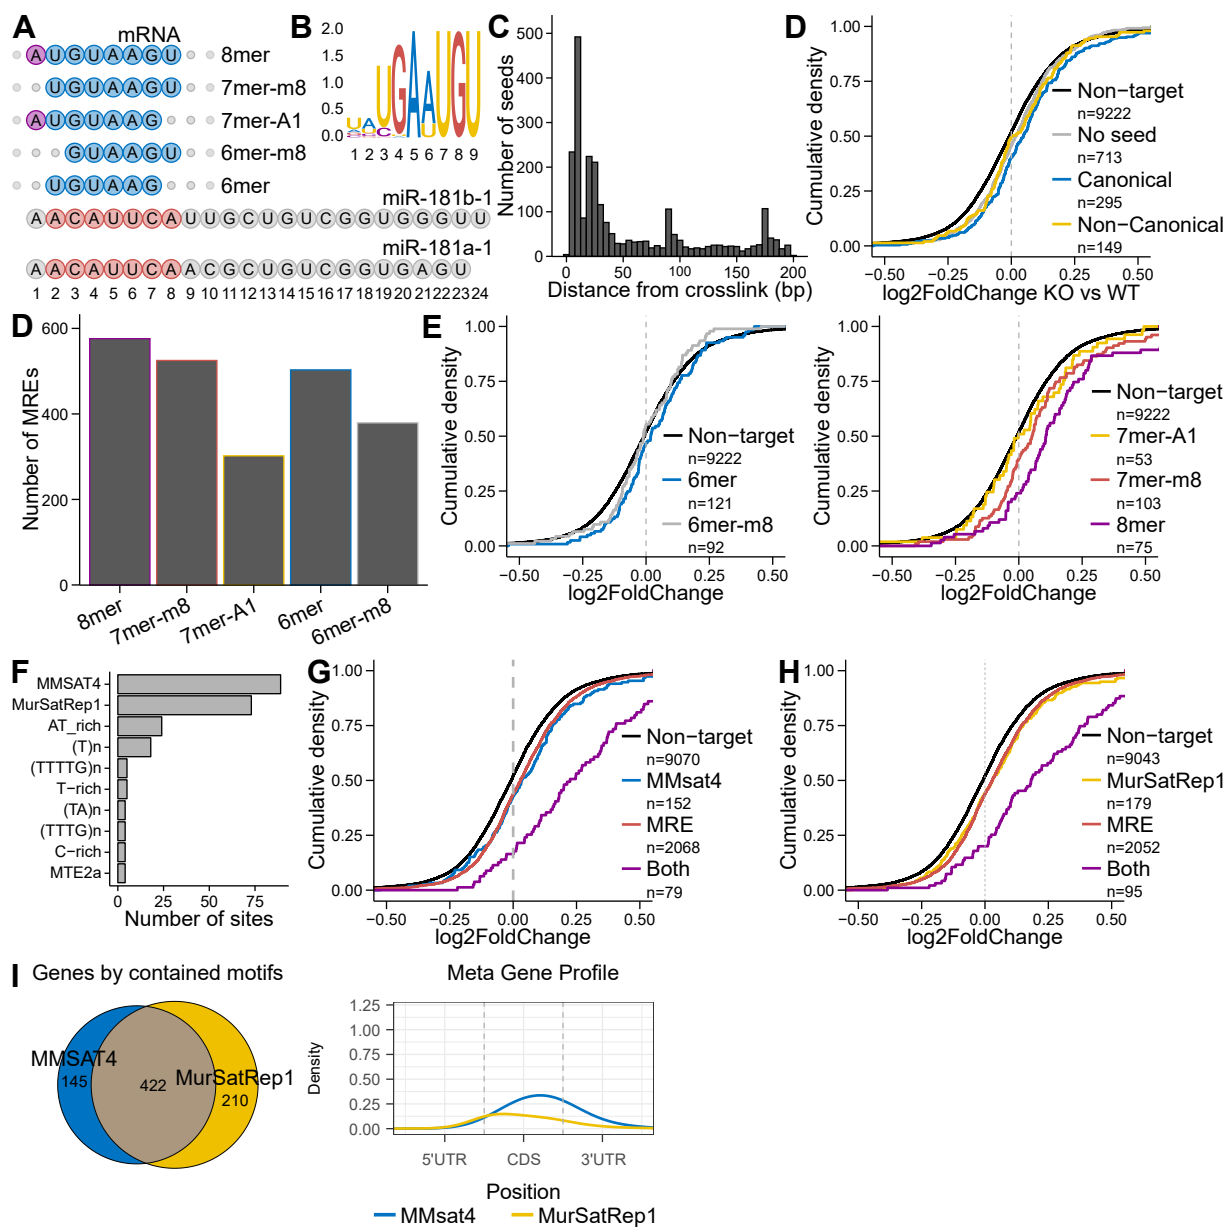 A
mRNA
A U G U A A G U 8mer
U G U A A G U 7mer-m8
A U G U A A G 7mer-A1
G U A A G U 6mer-m8
U G U A A G 6mer
miR-181b-1
A A C A U U C A U U G C U G U C G G U G G G U U
miR-181a-1
A A C A U U C A A C G C U G U C G G U G A G U
1 2 3 4 5 6 7 8 9 10 11 12 13 14 15 16 17 18 19 20 21 22 23 24
B
2.0
1.5
1.0
0.5
0.0
U A U G A A U G U
U C U
1 2 3 4 5 6 7 8 9
C
Number of seeds
500
400
300
200
100
0
0 50 100 150 200
Distance from crosslink (bp)
D
Cumulative density
1.00
0.75
0.50
0.25
0.00
Non−target
n=9222
No seed
n=713
Canonical
n=295
Non−Canonical
n=149
−0.50 −0.25 0.00 0.25 0.50
log2FoldChange KO vs WT
D
Number of MREs
600
400
200
0
8mer
7mer−m8
7mer−A1
6mer
6mer−m8
E
Cumulative density
1.00
0.75
0.50
0.25
0.00
Non−target
n=9222
6mer
n=121
6mer−m8
n=92
−0.50 −0.25 0.00 0.25 0.50
log2FoldChange
Cumulative density
1.00
0.75
0.50
0.25
0.00
Non−target
n=9222
7mer−A1
n=53
7mer−m8
n=103
8mer
n=75
−0.50 −0.25 0.00 0.25 0.50
log2FoldChange
F
MMSAT4
MurSatRep1
AT_rich
(T)n
(TTTTG)n
T−rich
(TA)n
(TTTG)n
C−rich
MTE2a
0 25 50 75
Number of sites
G
Cumulative density
1.00
0.75
0.50
0.25
0.00
Non−target
n=9070
MMsat4
n=152
MRE
n=2068
Both
n=79
−0.50 −0.25 0.00 0.25 0.50
log2FoldChange
H
Cumulative density
1.00
0.75
0.50
0.25
0.00
Non−target
n=9043
MurSatRep1
n=179
MRE
n=2052
Both
n=95
−0.50 −0.25 0.00 0.25 0.50
log2FoldChange
I
Genes by contained motifs
MMSAT4
145
422
MurSatRep1
210
Meta Gene Profile
Density
1.25
1.00
0.75
0.50
0.25
0.00
5'UTR CDS 3'UTR
Position
MMsat4 MurSatRep1